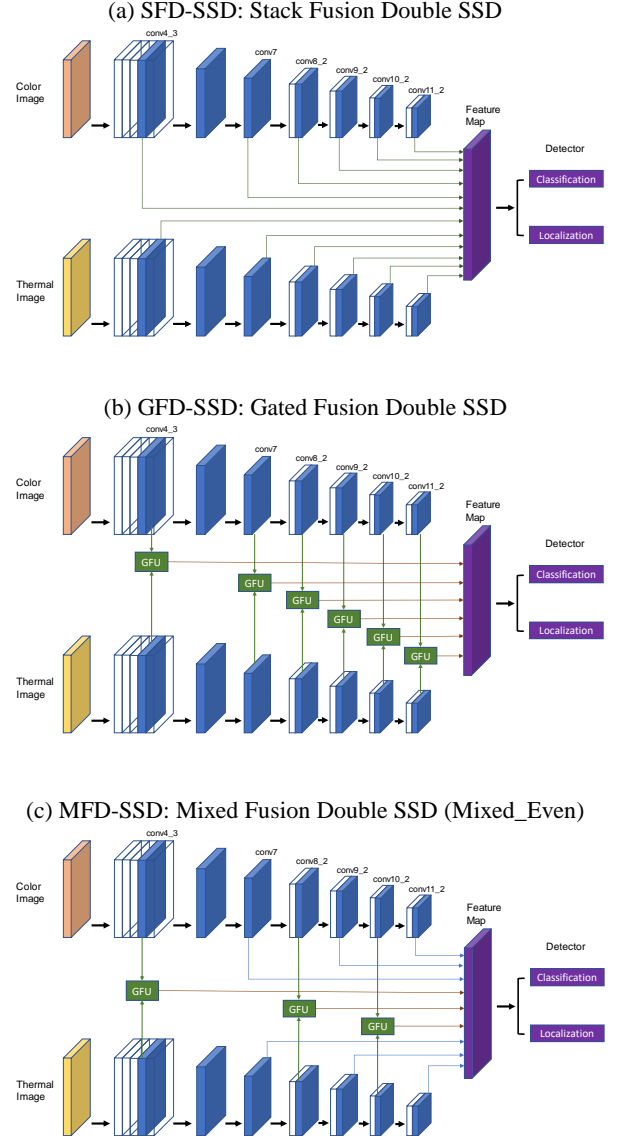 (a) SFD-SSD: Stack Fusion Double SSD
conv4_3
conv7
conv8_2
conv9_2
conv10_2
conv11_2
Color
Image
Feature
Map
Detector
Classification
Localization
Thermal
Image
(b) GFD-SSD: Gated Fusion Double SSD
conv4_3
conv7
conv8_2
conv9_2
conv10_2
conv11_2
Color
Image
Feature
Map
Detector
GFU
GFU
GFU
GFU
GFU
GFU
Classification
Localization
Thermal
Image
(c) MFD-SSD: Mixed Fusion Double SSD (Mixed_Even)
conv4_3
conv7
conv8_2
conv9_2
conv10_2
conv11_2
Color
Image
Feature
Map
Detector
GFU
GFU
GFU
Classification
Localization
Thermal
Image